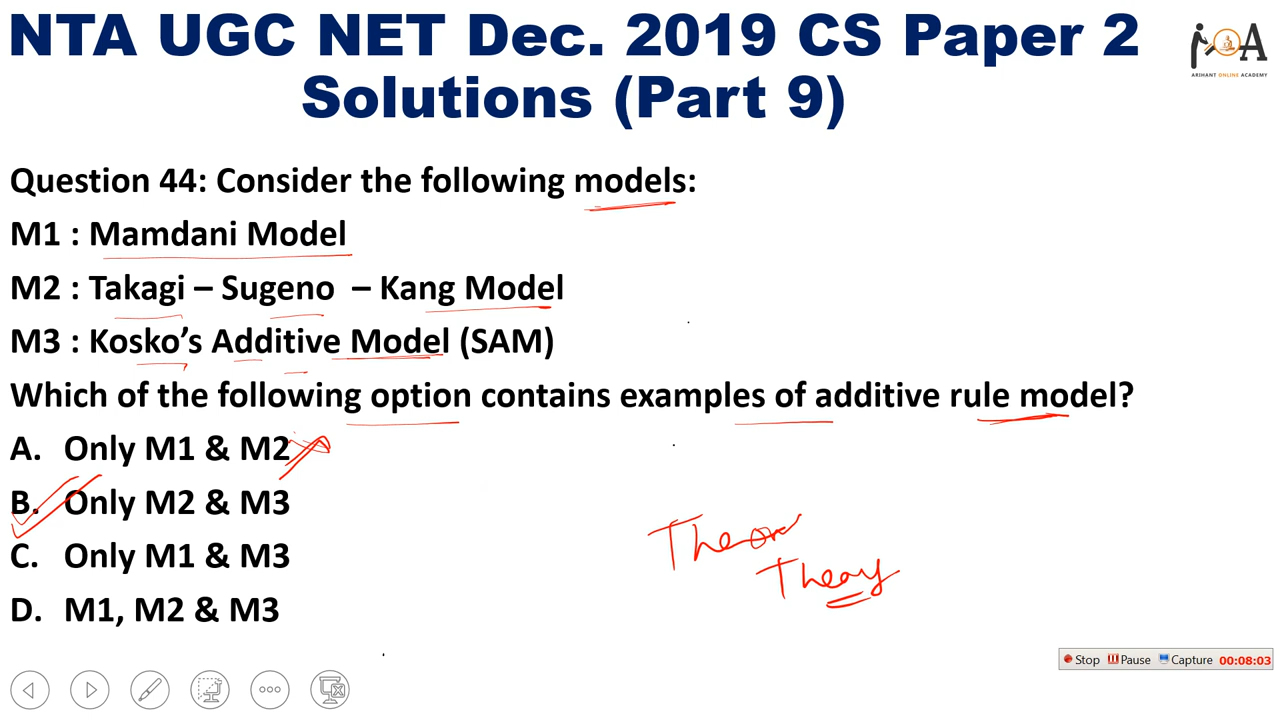 NTA UGC NET Dec. 2019 CS Paper 2
Solutions (Part 9)
ARIHANT ONLINE ACADEMY
Question 44: Consider the following models:
M1 : Mamdani Model
M2 : Takagi – Sugeno – Kang Model
M3 : Kosko's Additive Model (SAM)
Which of the following option contains examples of additive rule model?
A. Only M1 & M2
B. Only M2 & M3
C. Only M1 & M3
D. M1, M2 & M3
Theor
Theory
Stop Pause Capture 00:08:03